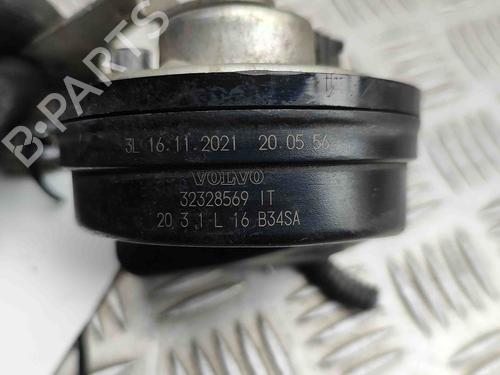 B-PARTS
3L 16.11.2021 20 05 56
VOLVO
32328569 IT
20 3 1 L 16 B34SA